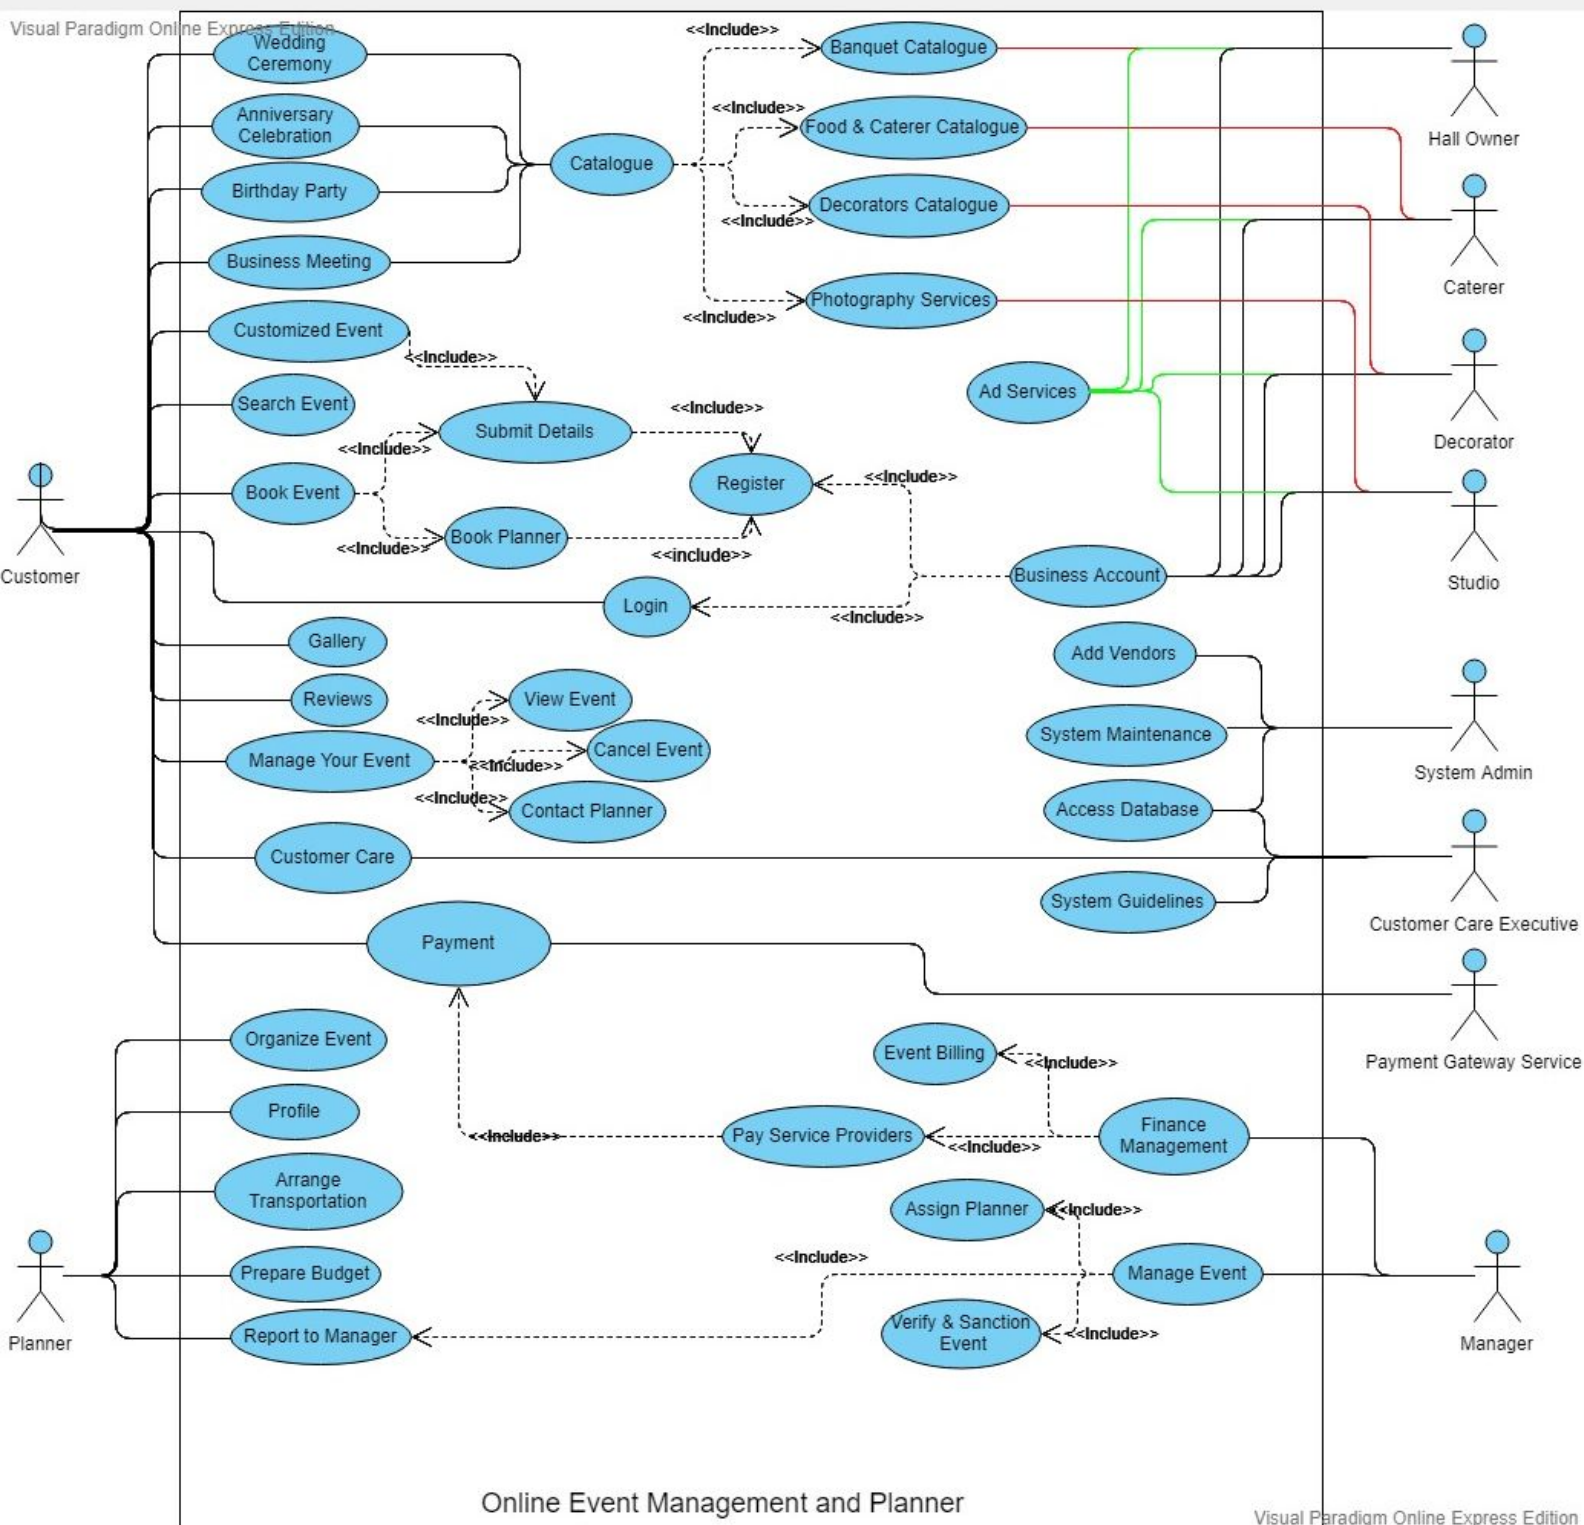 Visual Paradigm Online Express Edition
Wedding
Ceremony
Anniversary
Celebration
Birthday Party
Business Meeting
Customized Event
<<Include>>
Search Event
Submit Details
<<Include>>
<<Include>>
Book Event
Register
<<Include>>
Book Planner
<<Include>>
<<include>>
Customer
Login
<<Include>>
Catalogue
<<Include>>
Banquet Catalogue
<<Include>>
Food & Caterer Catalogue
Decorators Catalogue
<<Include>>
Photography Services
<<Include>>
Ad Services
Business Account
Hall Owner
Caterer
Decorator
Studio
Gallery
Reviews
View Event
<<Include>>
Manage Your Event
Cancel Event
<<Include>>
<<Include>>
Contact Planner
Customer Care
Add Vendors
System Maintenance
Access Database
System Guidelines
System Admin
Customer Care Executive
Payment
Payment Gateway Service
Organize Event
Profile
Arrange
Transportation
Prepare Budget
Report to Manager
Planner
Event Billing
<<Include>>
<<Include>>
Pay Service Providers
<<Include>>
Finance
Management
Assign Planner
<<Include>>
<<Include>>
Manage Event
Verify & Sanction
Event
<<Include>>
Manager
Online Event Management and Planner
Visual Paradigm Online Express Edition